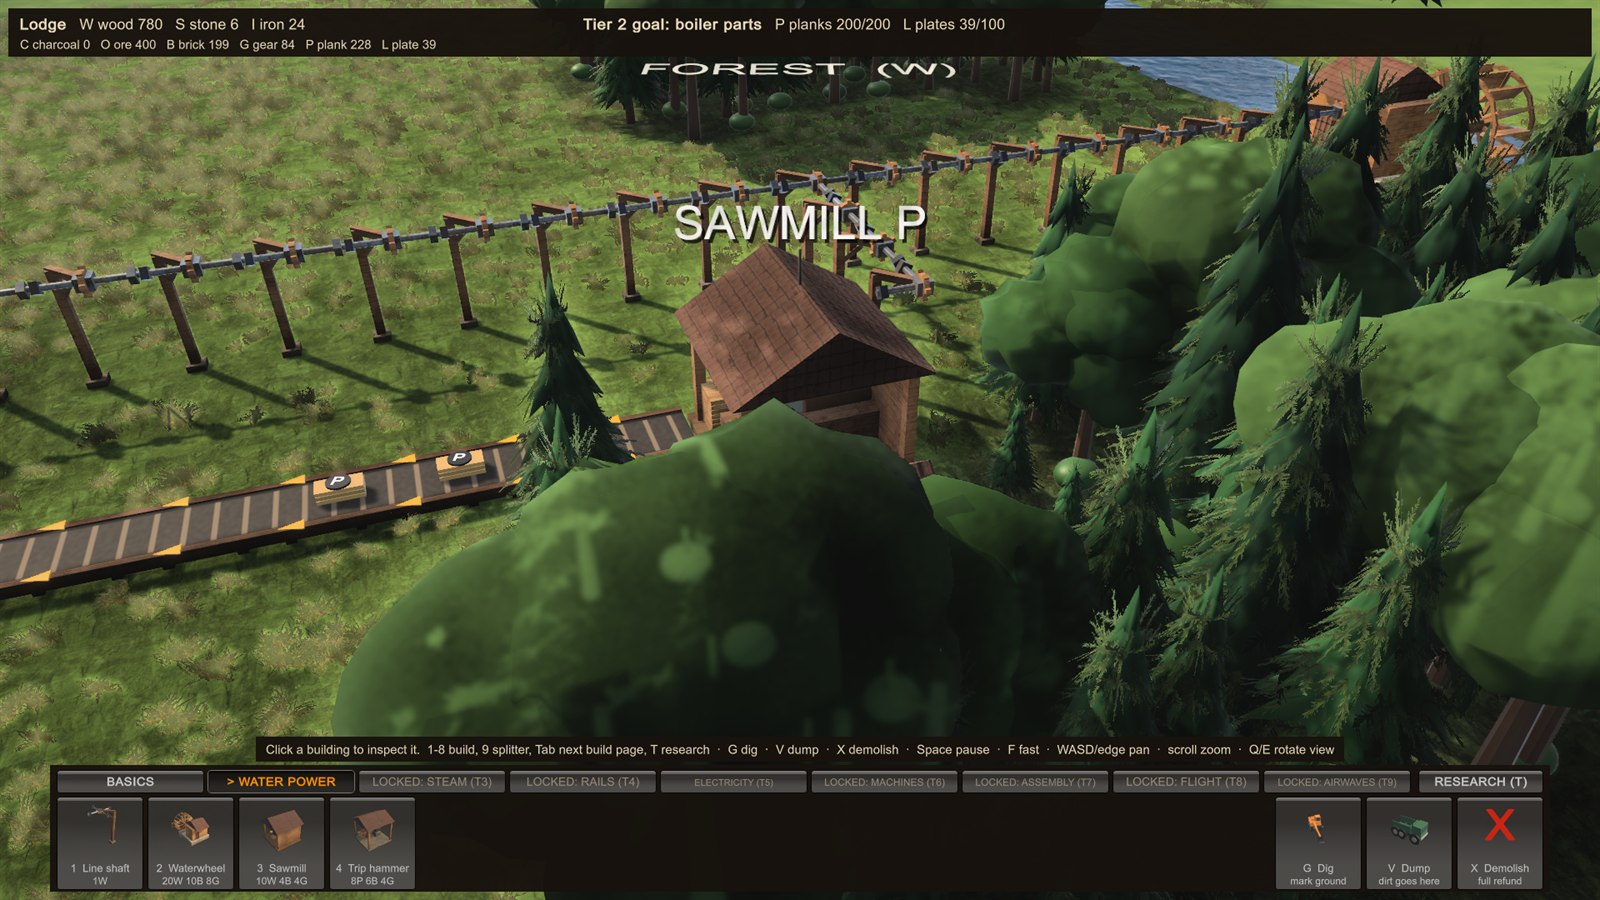 Lodge W wood 780 S stone 6 I iron 24
C charcoal 0 O ore 400 B brick 199 G gear 84 P plank 228 L plate 39
Tier 2 goal: boiler parts P planks 200/200 L plates 39/100
FOREST (W)
SAWMILL P
P
P
Click a building to inspect it. 1-8 build, 9 splitter, Tab next build page, T research · G dig · V dump · X demolish · Space pause · F fast · WASD/edge pan · scroll zoom · Q/E rotate view
BASICS
> WATER POWER
LOCKED: STEAM (T3)
LOCKED: RAILS (T4)
ELECTRICITY (T5)
LOCKED: MACHINES (T6)
LOCKED: ASSEMBLY (T7)
LOCKED: FLIGHT (T8)
LOCKED: AIRWAVES (T9)
RESEARCH (T)
1 Line shaft
1W
2 Waterwheel
20W 10B 8G
3 Sawmill
10W 4B 4G
4 Trip hammer
8P 6B 4G
G Dig
mark ground
V Dump
dirt goes here
X Demolish
full refund